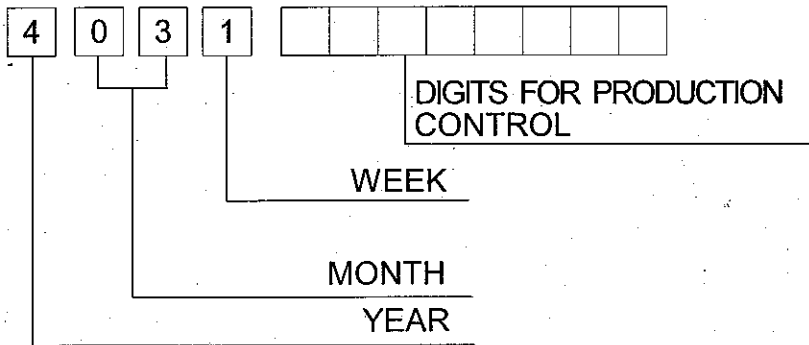 4 0 3 1
DIGITS FOR PRODUCTION
CONTROL
WEEK
MONTH
YEAR